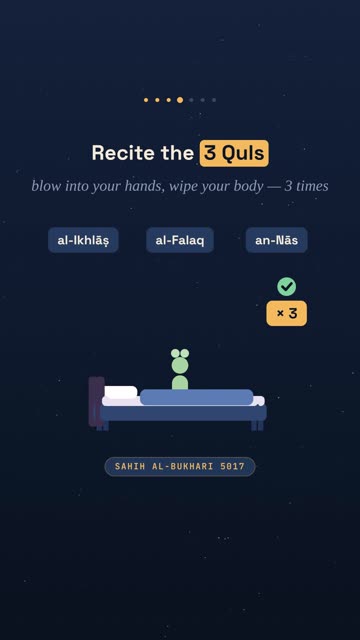 Recite the 3 Quls
blow into your hands, wipe your body — 3 times
al-Ikhlāṣ al-Falaq an-Nās
× 3
SAHIH AL-BUKHARI 5017